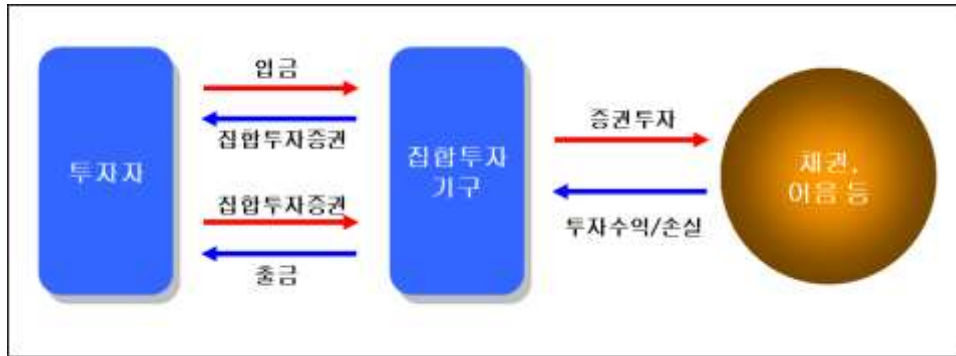 입금
집합투자증권
투자자
집합투자증권
출금
집합투자
기구
증권투자
투자수익/손실
채권,
어음 등